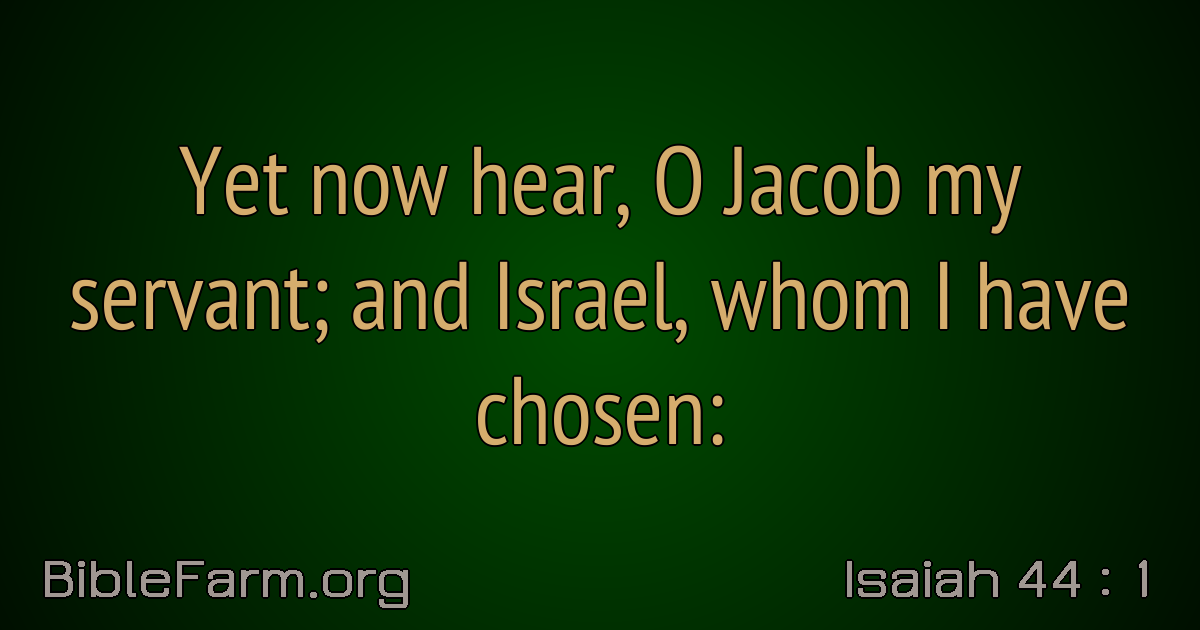 Yet now hear, O Jacob my
servant; and Israel, whom I have
chosen:
BibleFarm.org
Isaiah 44 : 1